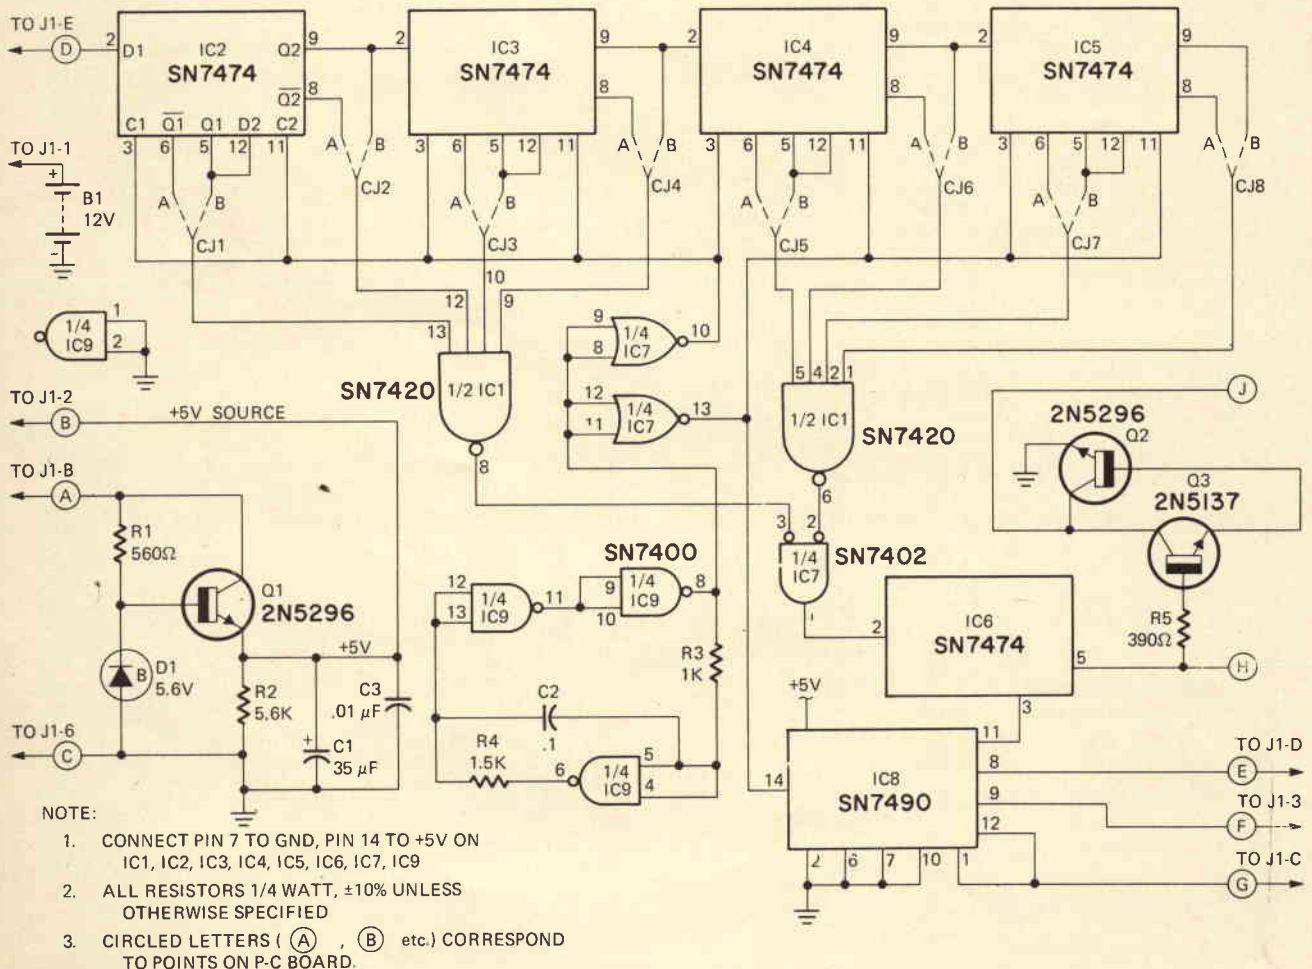 TO J1-E
D
2
D1
IC2
SN7474
Q2
9
Q2
8
C1
Q1
Q1
D2
C2
3
6
5
12
11
A
B
CJ1
A
B
CJ2
2
IC3
SN7474
9
8
3
6
5
12
11
A
B
CJ3
A
B
CJ4
2
IC4
SN7474
9
8
3
6
5
12
11
A
B
CJ5
A
B
CJ6
2
IC5
SN7474
9
8
3
6
5
12
11
A
B
CJ7
A
B
CJ8
TO J1-1
+
B1
12V
-
1
2
1/4
IC9
13
12
10
9
SN7420
1/2 IC1
8
9
8
1/4
IC7
10
12
11
1/4
IC7
13
5
4
2
1
1/2 IC1
SN7420
6
J
2N5296
Q2
Q3
2N5137
R5
390Ω
H
TO J1-2
B
+5V SOURCE
TO J1-B
A
R1
560Ω
Q1
2N5296
+5V
B
D1
5.6V
R2
5.6K
+
C1
35 µF
C3
.01 µF
TO J1-6
C
SN7400
12
13
1/4
IC9
11
9
10
1/4
IC9
8
R3
1K
C2
.1
R4
1.5K
6
1/4
IC9
5
4
3
2
1/4
IC7
SN7402
1
2
IC6
SN7474
5
3
+5V
14
IC8
SN7490
11
8
9
12
2
6
7
10
1
TO J1-D
E
TO J1-3
F
TO J1-C
G
NOTE:
1. CONNECT PIN 7 TO GND, PIN 14 TO +5V ON
IC1, IC2, IC3, IC4, IC5, IC6, IC7, IC9
2. ALL RESISTORS 1/4 WATT, ±10% UNLESS
OTHERWISE SPECIFIED
3. CIRCLED LETTERS ( A , B etc.) CORRESPOND
TO POINTS ON P-C BOARD.